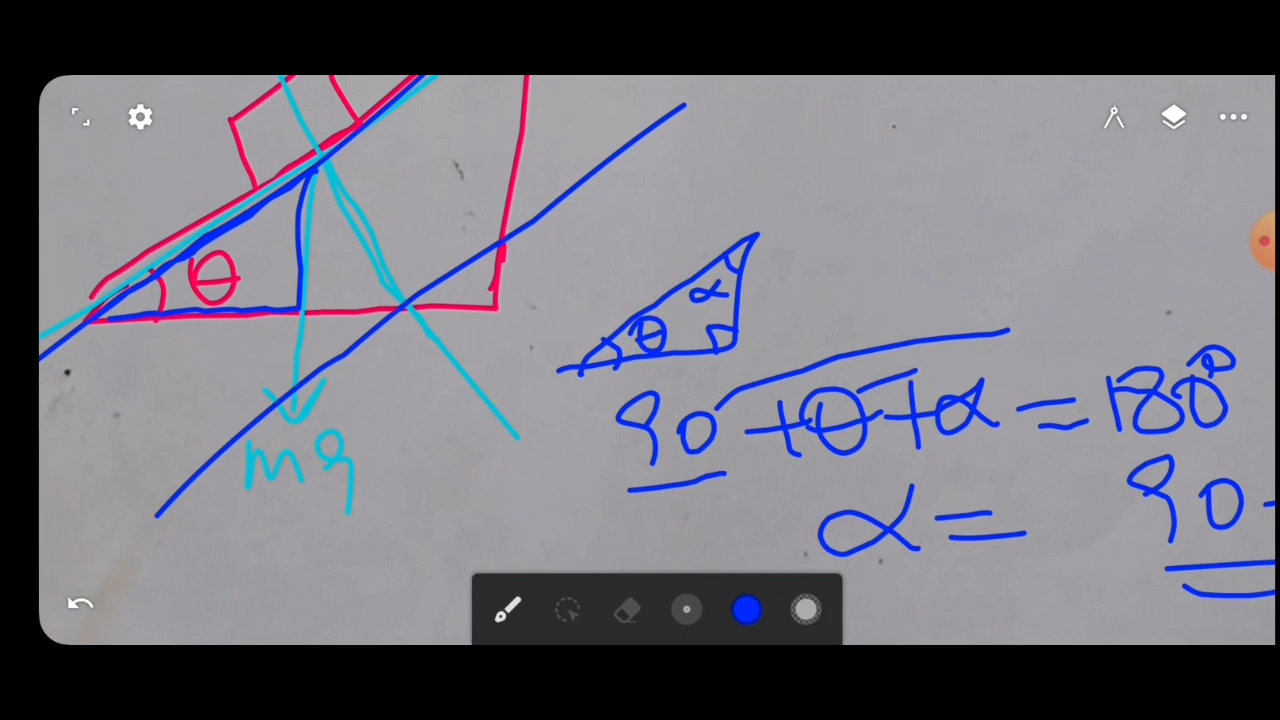 θ
mg
α
θ
90 + θ + α = 180°
α = 90 -